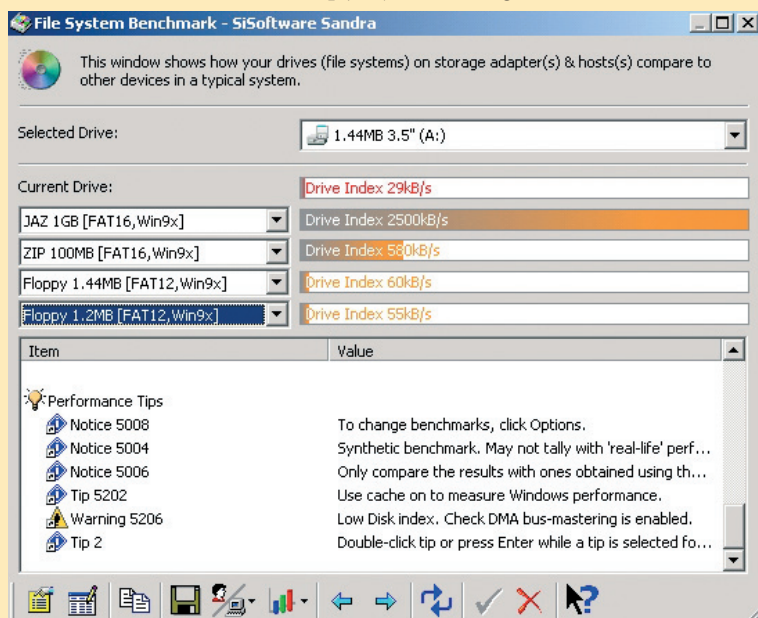 File System Benchmark - SiSoftware Sandra
This window shows how your drives (file systems) on storage adapter(s) & hosts(s) compare to
other devices in a typical system.
Selected Drive:
1.44MB 3.5" (A:)
Current Drive:
Drive Index 29kB/s
JAZ 1GB [FAT16,Win9x]
Drive Index 2500kB/s
ZIP 100MB [FAT16,Win9x]
Drive Index 580kB/s
Floppy 1.44MB [FAT12,Win9x]
Drive Index 60kB/s
Floppy 1.2MB [FAT12,Win9x]
Drive Index 55kB/s
Item Value
Performance Tips
Notice 5008 To change benchmarks, click Options.
Notice 5004 Synthetic benchmark. May not tally with 'real-life' perf...
Notice 5006 Only compare the results with ones obtained using th...
Tip 5202 Use cache on to measure Windows performance.
Warning 5206 Low Disk index. Check DMA bus-mastering is enabled.
Tip 2 Double-click tip or press Enter while a tip is selected fo...